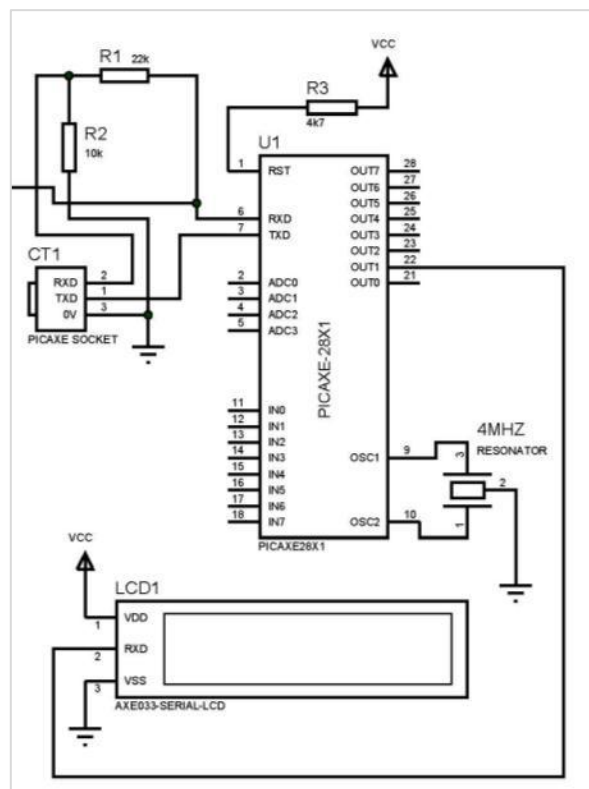 R1
22k
VCC
R3
4k7
U1
R2
10k
1
RST
OUT7
28
OUT6
27
OUT5
26
OUT4
25
OUT3
24
OUT2
23
OUT1
22
OUT0
21
6
RXD
7
TXD
CT1
RXD
2
TXD
1
0V
3
PICAXE SOCKET
2
ADC0
3
ADC1
4
ADC2
5
ADC3
PICAXE-28X1
11
IN0
12
IN1
13
IN2
14
IN3
15
IN4
16
IN5
17
IN6
18
IN7
OSC1
9
OSC2
10
PICAXE28X1
4MHZ
RESONATOR
3
2
1
VCC
LCD1
1
VDD
2
RXD
3
VSS
AXE033-SERIAL-LCD